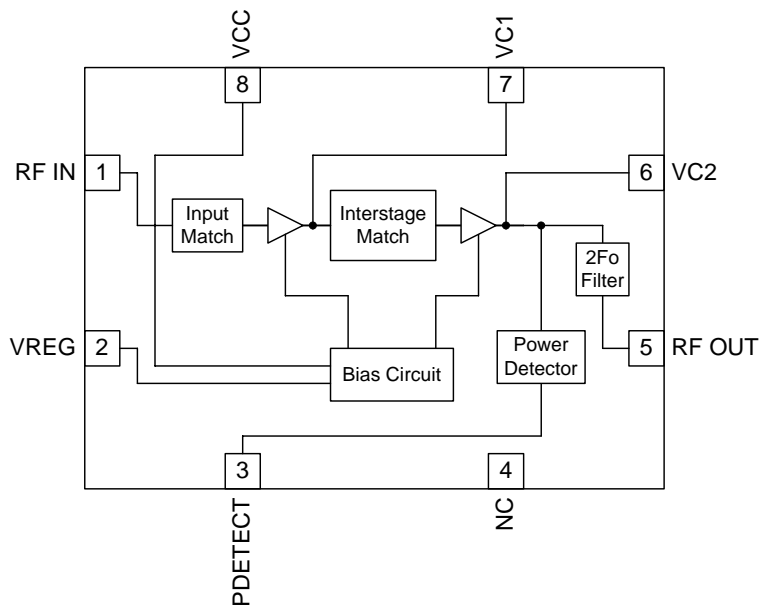 VCC
VC1
8
7
RF IN
1
6
VC2
Input
Match
Interstage
Match
2Fo
Filter
VREG
2
Bias Circuit
Power
Detector
5
RF OUT
3
4
PDETECT
NC